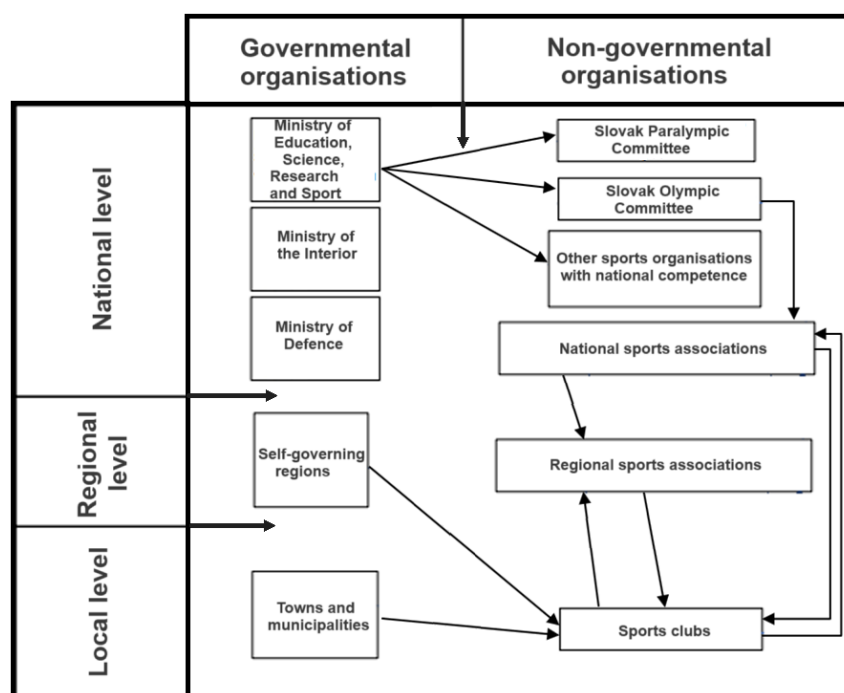 Governmental
organisations
Non-governmental
organisations
National level
Ministry of
Education,
Science,
Research
and Sport
Slovak Paralympic
Committee
Slovak Olympic
Committee
Ministry of
the Interior
Other sports organisations
with national competence
Ministry of
Defence
National sports associations
Regional
level
Self-governing
regions
Regional sports associations
Local level
Towns and
municipalities
Sports clubs